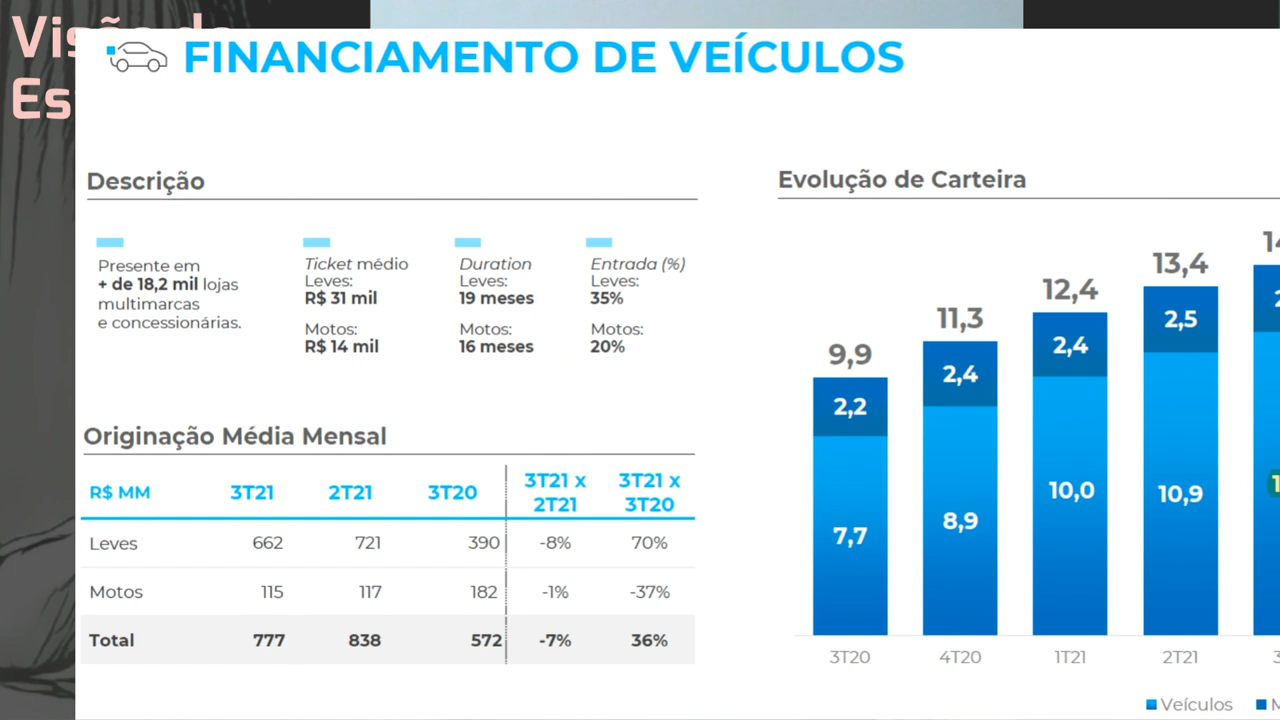 FINANCIAMENTO DE VEÍCULOS
Descrição
Presente em
+ de 18,2 mil lojas
multimarcas
e concessionárias.
Ticket médio
Leves:
R$ 31 mil
Motos:
R$ 14 mil
Duration
Leves:
19 meses
Motos:
16 meses
Entrada (%)
Leves:
35%
Motos:
20%
Originação Média Mensal
R$ MM 3T21 2T21 3T20 3T21 x 2T21 3T21 x 3T20
Leves 662 721 390 -8% 70%
Motos 115 117 182 -1% -37%
Total 777 838 572 -7% 36%
Evolução de Carteira
9,9 11,3 12,4 13,4
2,2 2,4 2,4 2,5
7,7 8,9 10,0 10,9
3T20 4T20 1T21 2T21
Veículos